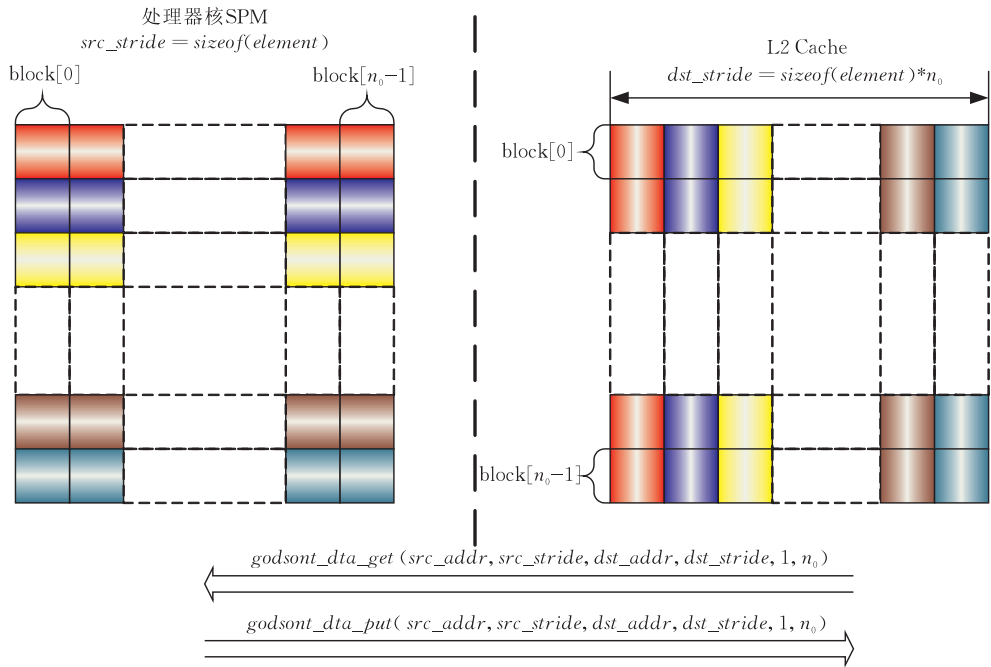 处理器核SPM
src_stride = sizeof(element)
block[0]
block[n₀-1]
L2 Cache
dst_stride = sizeof(element)*n₀
block[0]
block[n₀-1]
godsont_dta_get (src_addr, src_stride, dst_addr, dst_stride, 1, n₀)
godsont_dta_put( src_addr, src_stride, dst_addr, dst_stride, 1, n₀)